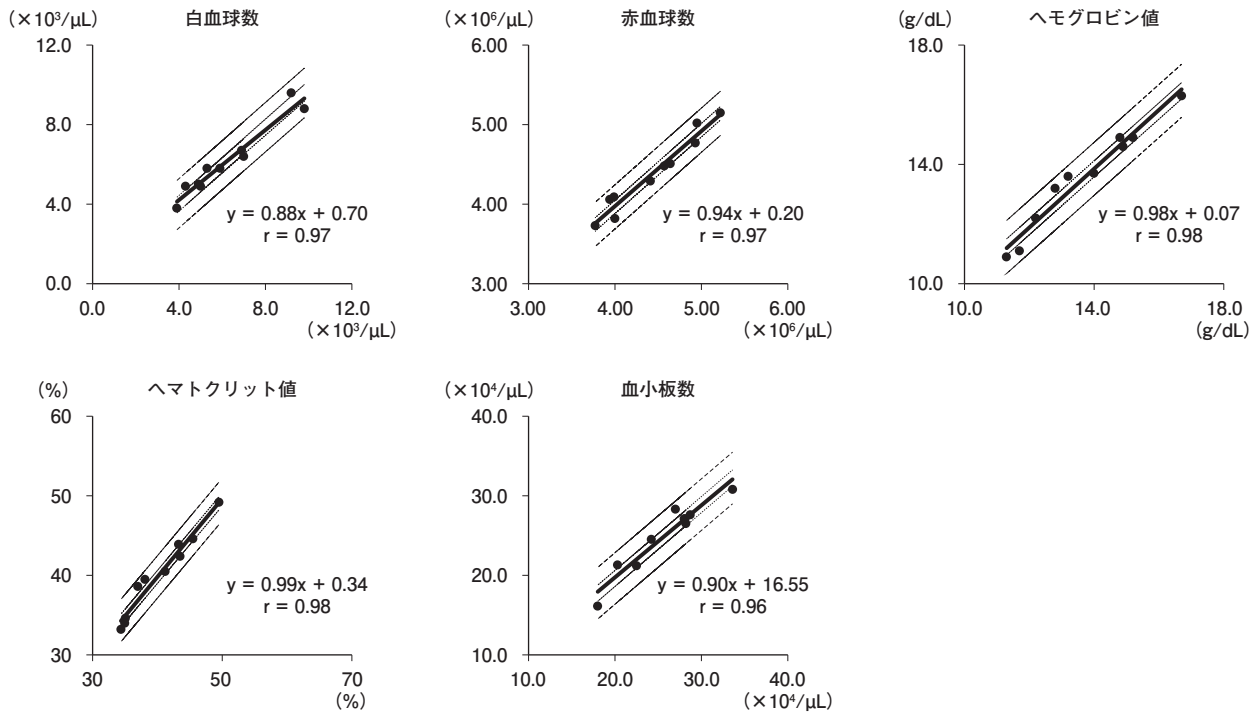 白血球数
(×10³/μL)
12.0
8.0
4.0
0.0
0.0 4.0 8.0 12.0
(×10³/μL)
y = 0.88x + 0.70
r = 0.97
赤血球数
(×10⁶/μL)
6.00
5.00
4.00
3.00
3.00 4.00 5.00 6.00
(×10⁶/μL)
y = 0.94x + 0.20
r = 0.97
ヘモグロビン値
(g/dL)
18.0
14.0
10.0
10.0 14.0 18.0
(g/dL)
y = 0.98x + 0.07
r = 0.98
ヘマトクリット値
(%)
60
50
40
30
30 50 70
(%)
y = 0.99x + 0.34
r = 0.98
血小板数
(×10⁴/μL)
40.0
30.0
20.0
10.0
10.0 20.0 30.0 40.0
(×10⁴/μL)
y = 0.90x + 16.55
r = 0.96